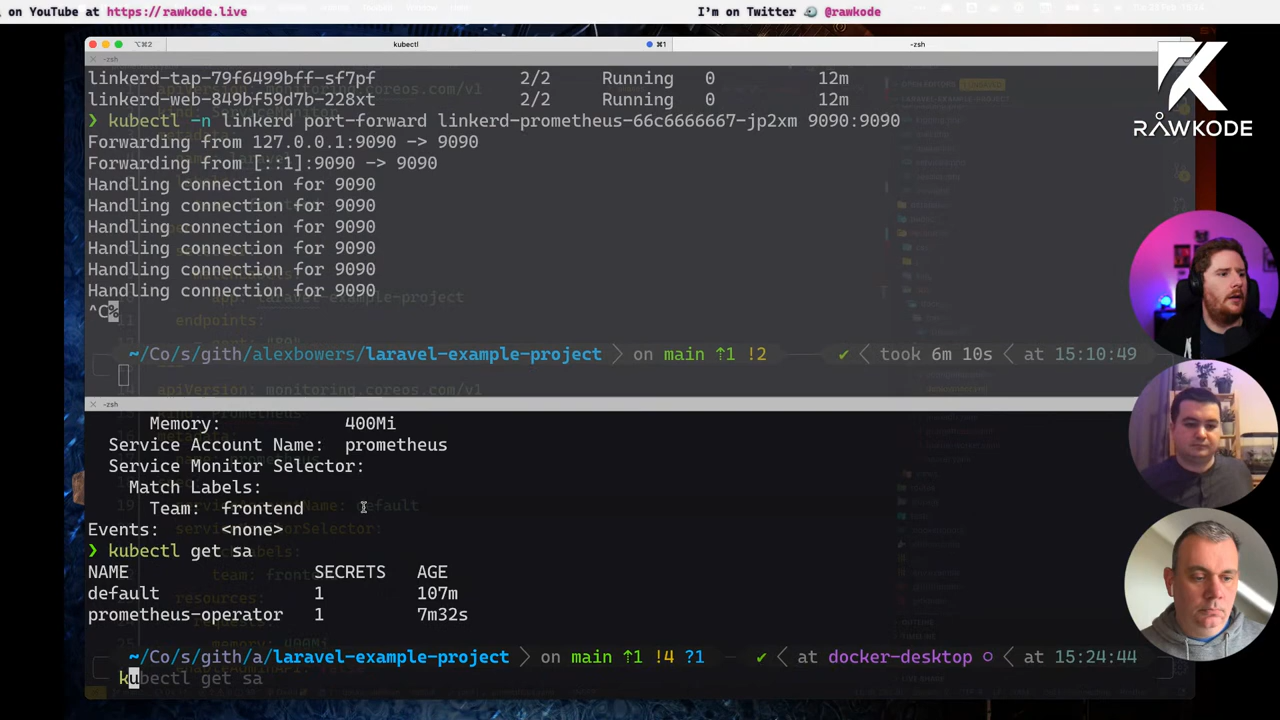 on YouTube at https://rawkode.live
I'm on Twitter 🐦 @rawkode
⌥⌘2
kubectl
⌘1
-zsh
-zsh
linkerd-tap-79f6499bff-sf7pf 2/2 Running 0 12m
linkerd-web-849bf59d7b-228xt 2/2 Running 0 12m
❯ kubectl -n linkerd port-forward linkerd-prometheus-66c6666667-jp2xm 9090:9090
Forwarding from 127.0.0.1:9090 -> 9090
Forwarding from [::1]:9090 -> 9090
Handling connection for 9090
Handling connection for 9090
Handling connection for 9090
Handling connection for 9090
Handling connection for 9090
Handling connection for 9090
^C%
~/Co/s/gith/alexbowers/laravel-example-project on main ⇡1 !2 ✔ took 6m 10s at 15:10:49
-zsh
Memory: 400Mi
Service Account Name: prometheus
Service Monitor Selector:
Match Labels:
Team: frontend
Events: <none>
❯ kubectl get sa
NAME SECRETS AGE
default 1 107m
prometheus-operator 1 7m32s
~/Co/s/gith/a/laravel-example-project on main ⇡1 !4 ?1 ✔ at docker-desktop ○ at 15:24:44
kubectl get sa
RAWKODE